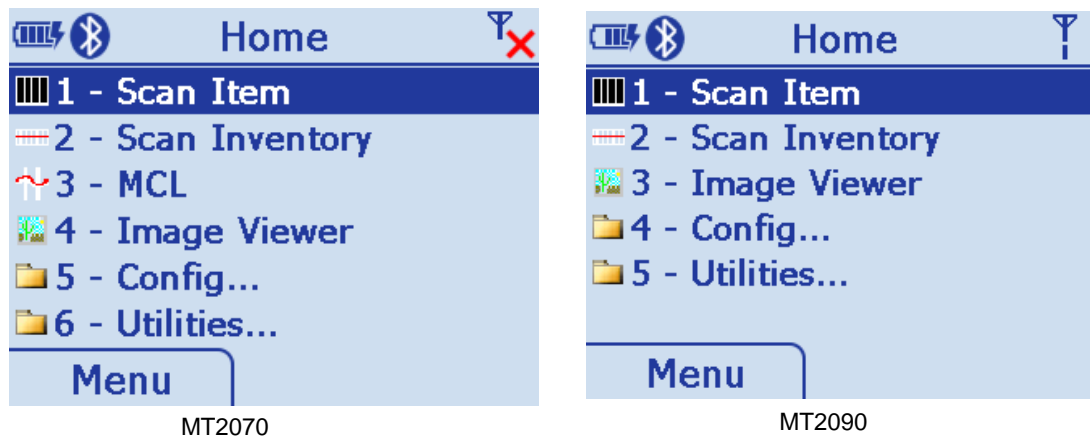 Home
1 - Scan Item
2 - Scan Inventory
3 - MCL
4 - Image Viewer
5 - Config...
6 - Utilities...
Menu
MT2070
Home
1 - Scan Item
2 - Scan Inventory
3 - Image Viewer
4 - Config...
5 - Utilities...
Menu
MT2090